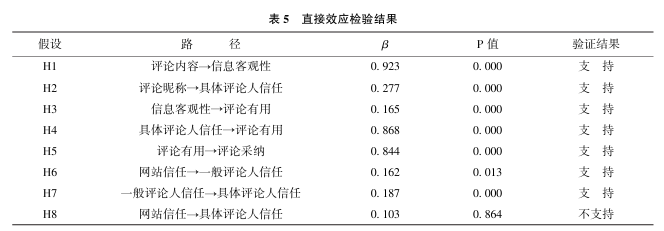 表 5 直接效应检验结果
假设 路 径 β P 值 验证结果
H1 评论内容→信息客观性 0.923 0.000 支 持
H2 评论昵称→具体评论人信任 0.277 0.000 支 持
H3 信息客观性→评论有用 0.165 0.000 支 持
H4 具体评论人信任→评论有用 0.868 0.000 支 持
H5 评论有用→评论采纳 0.844 0.000 支 持
H6 网站信任→一般评论人信任 0.162 0.013 支 持
H7 一般评论人信任→具体评论人信任 0.187 0.000 支 持
H8 网站信任→具体评论人信任 0.103 0.864 不支持